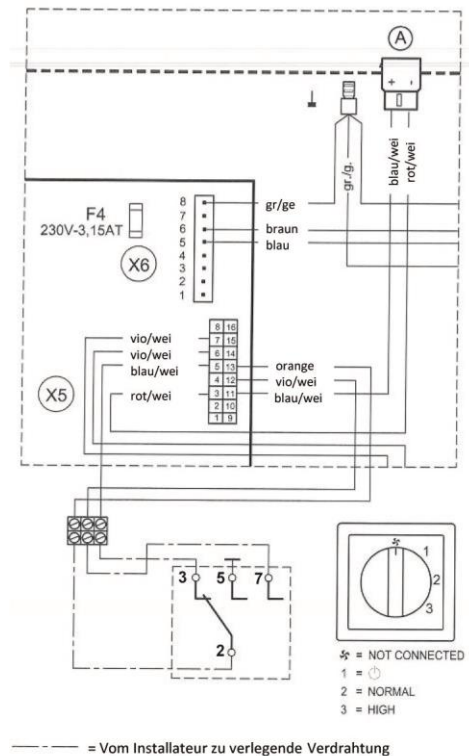 A
+ -
blau/wei
rot/wei
gr./g.
F4
230V-3,15AT
X6
8
7
6
5
4
3
2
1
gr/ge
braun
blau
X5
vio/wei
vio/wei
blau/wei
rot/wei
8 16
7 15
6 14
5 13
4 12
3 11
2 10
1 9
orange
vio/wei
blau/wei
3 5 7
2
1
2
3
= NOT CONNECTED
1 =
2 = NORMAL
3 = HIGH
= Vom Installateur zu verlegende Verdrahtung